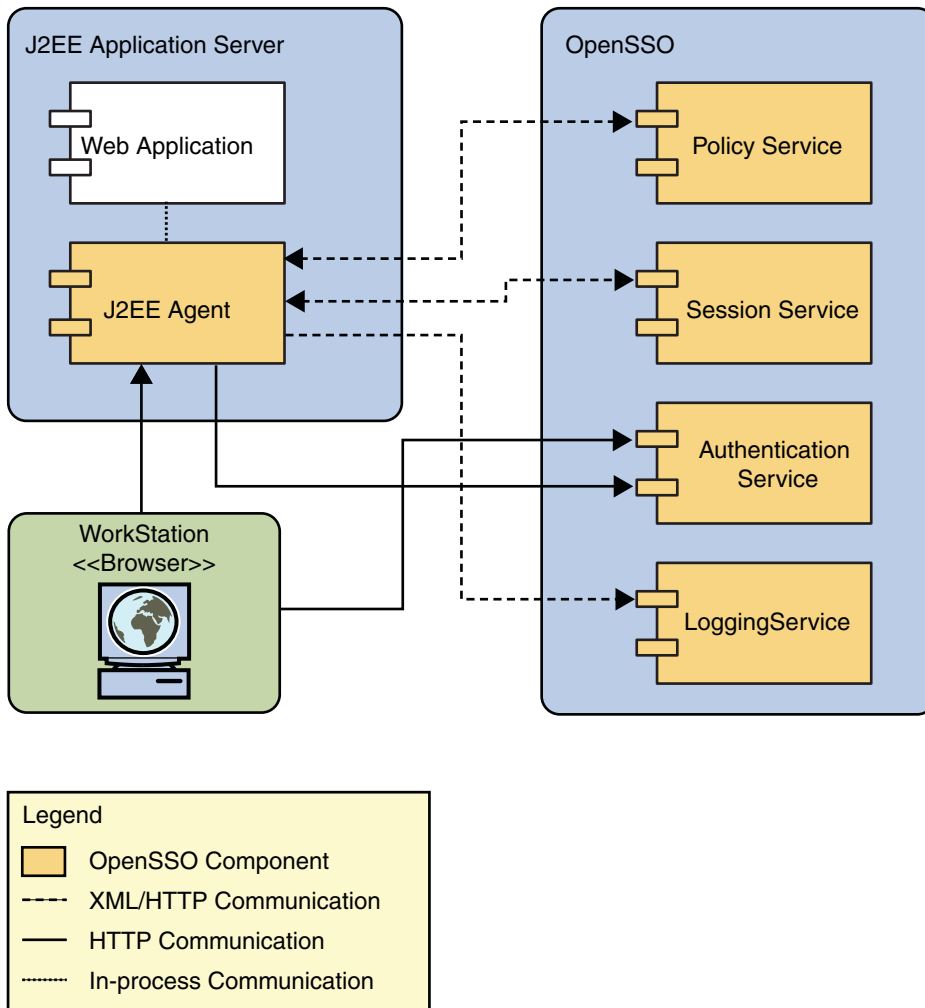 J2EE Application Server
Web Application
J2EE Agent
WorkStation
<<Browser>>
OpenSSO
Policy Service
Session Service
Authentication
Service
LoggingService
Legend
OpenSSO Component
XML/HTTP Communication
HTTP Communication
In-process Communication